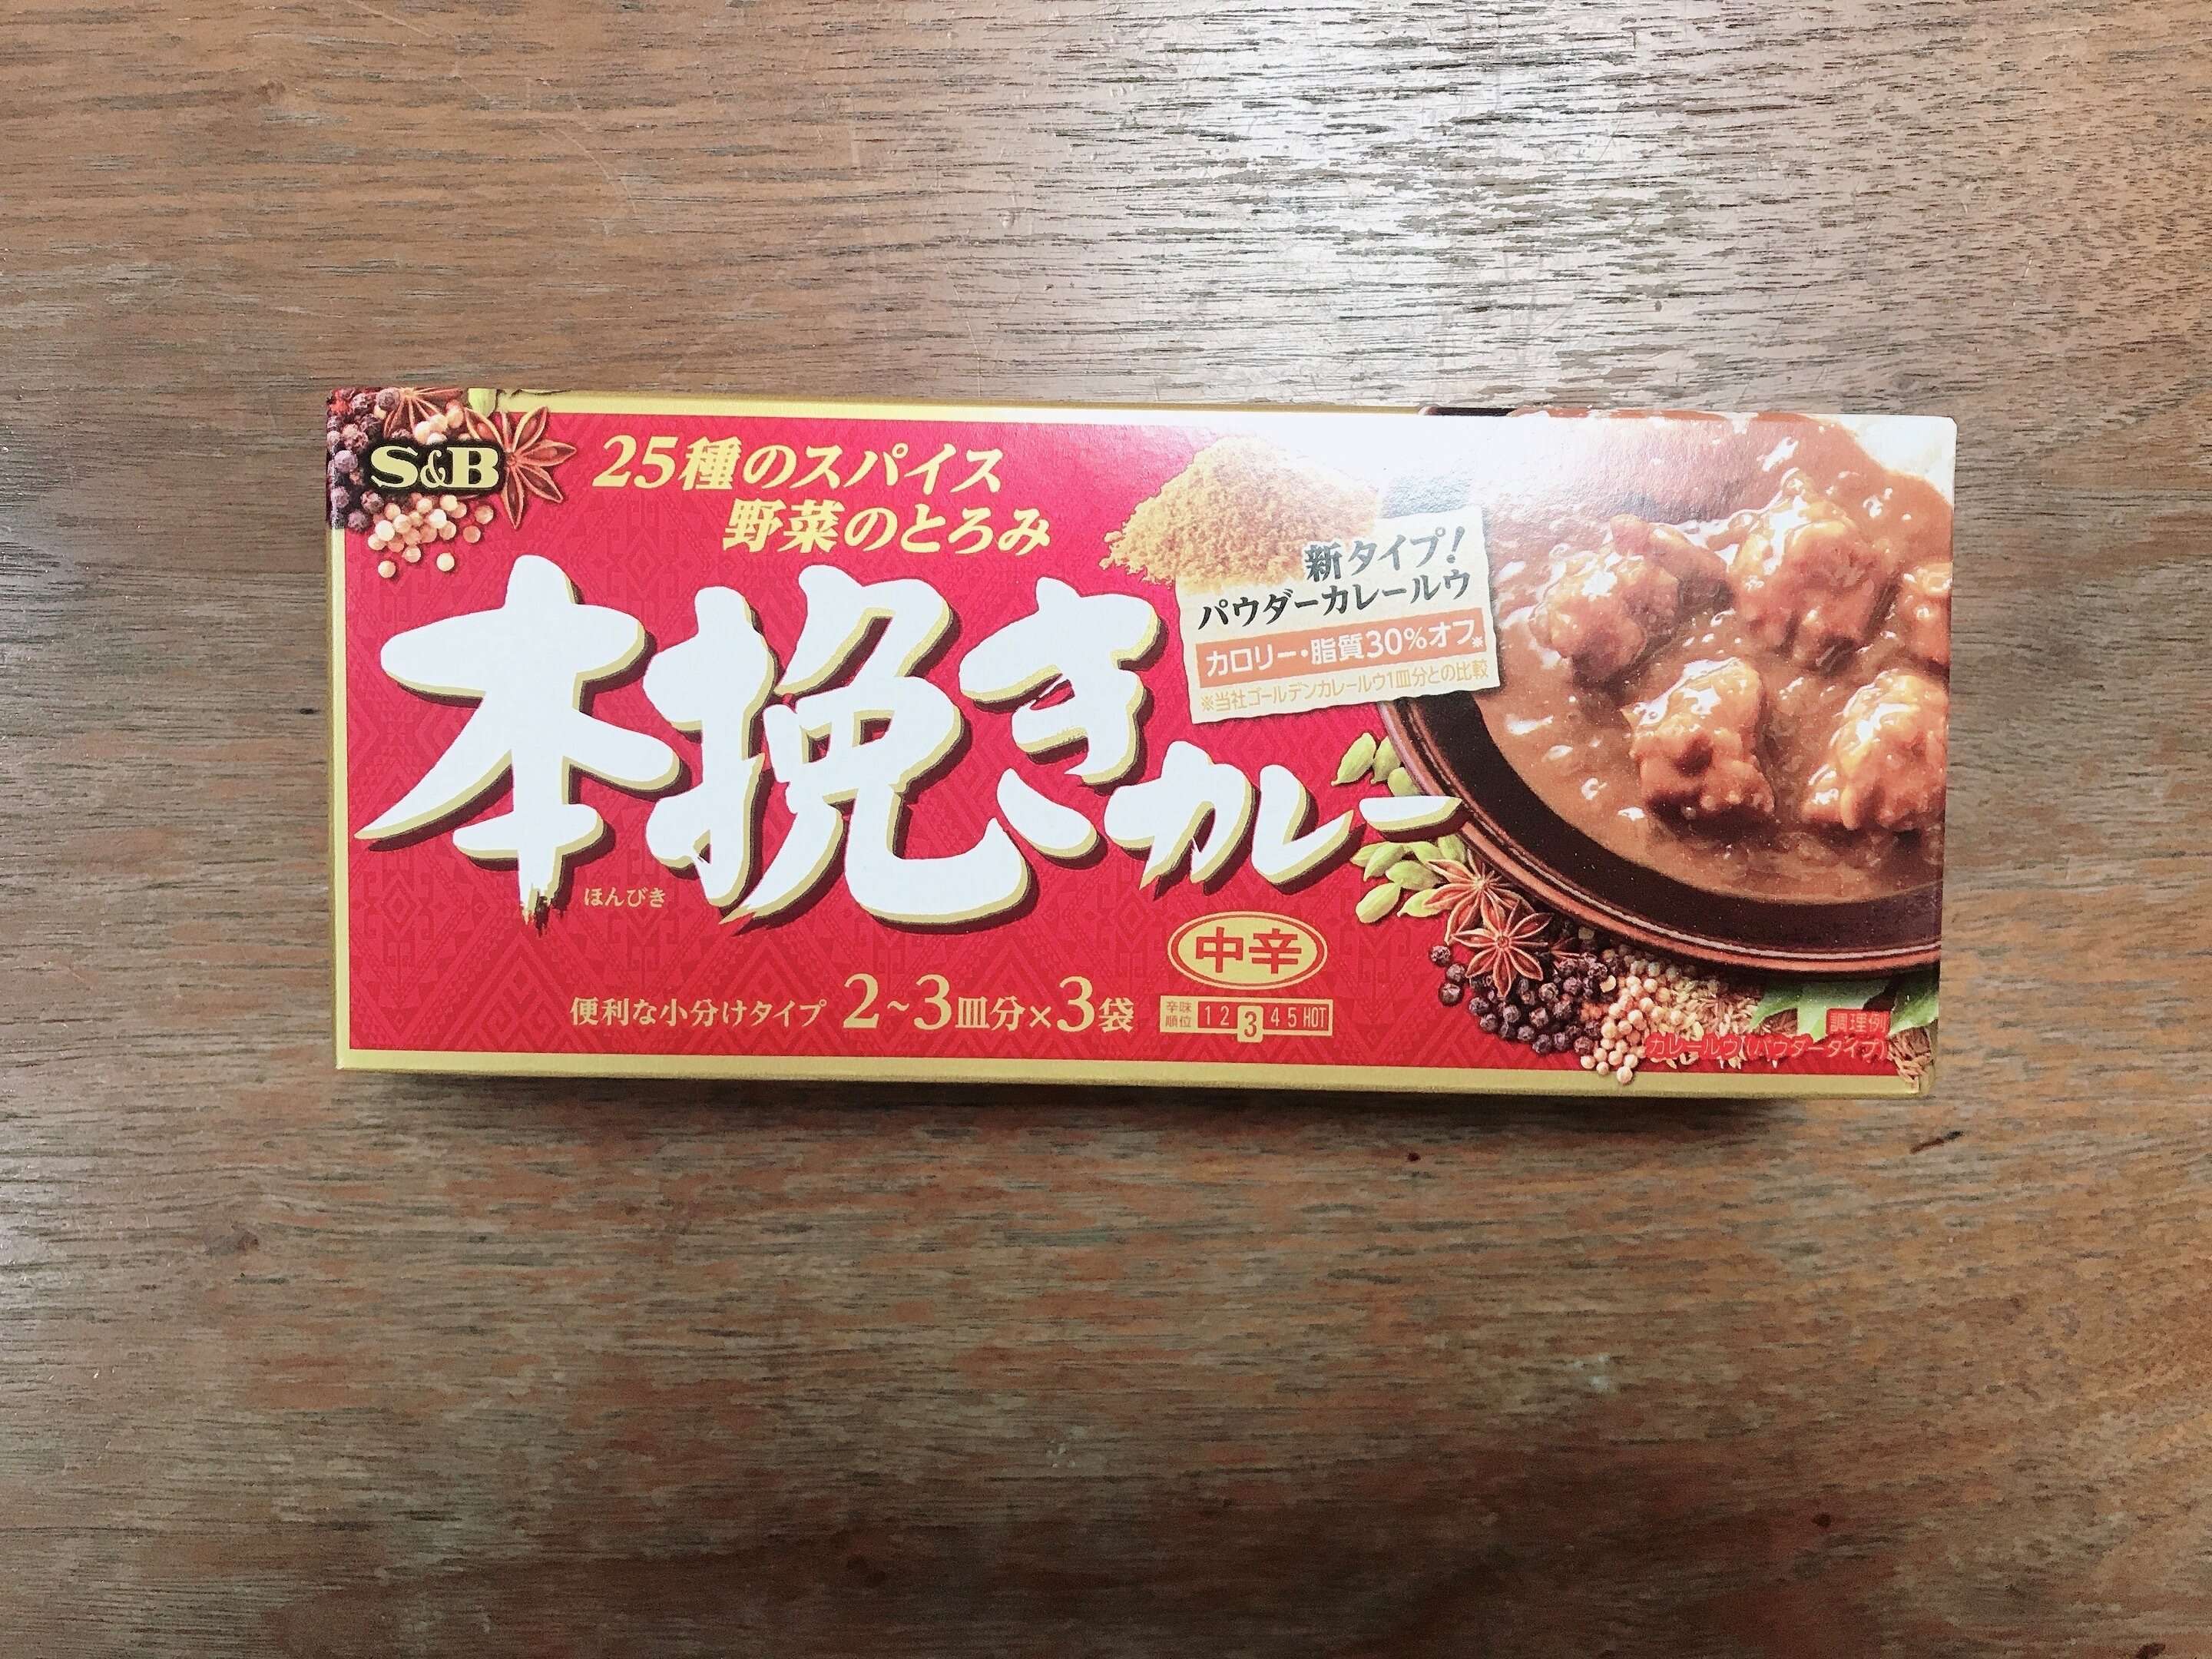 S&B
25種のスパイス
野菜のとろみ
新タイプ!
パウダーカレールウ
カロリー・脂質30%オフ※
※当社ゴールデンカレールウ1皿分との比較
本挽きカレー
ほんびき
中辛
便利な小分けタイプ 2~3皿分×3袋
辛味順位 1 2 3 4 5 HOT
調理例
カレールウ(パウダータイプ)